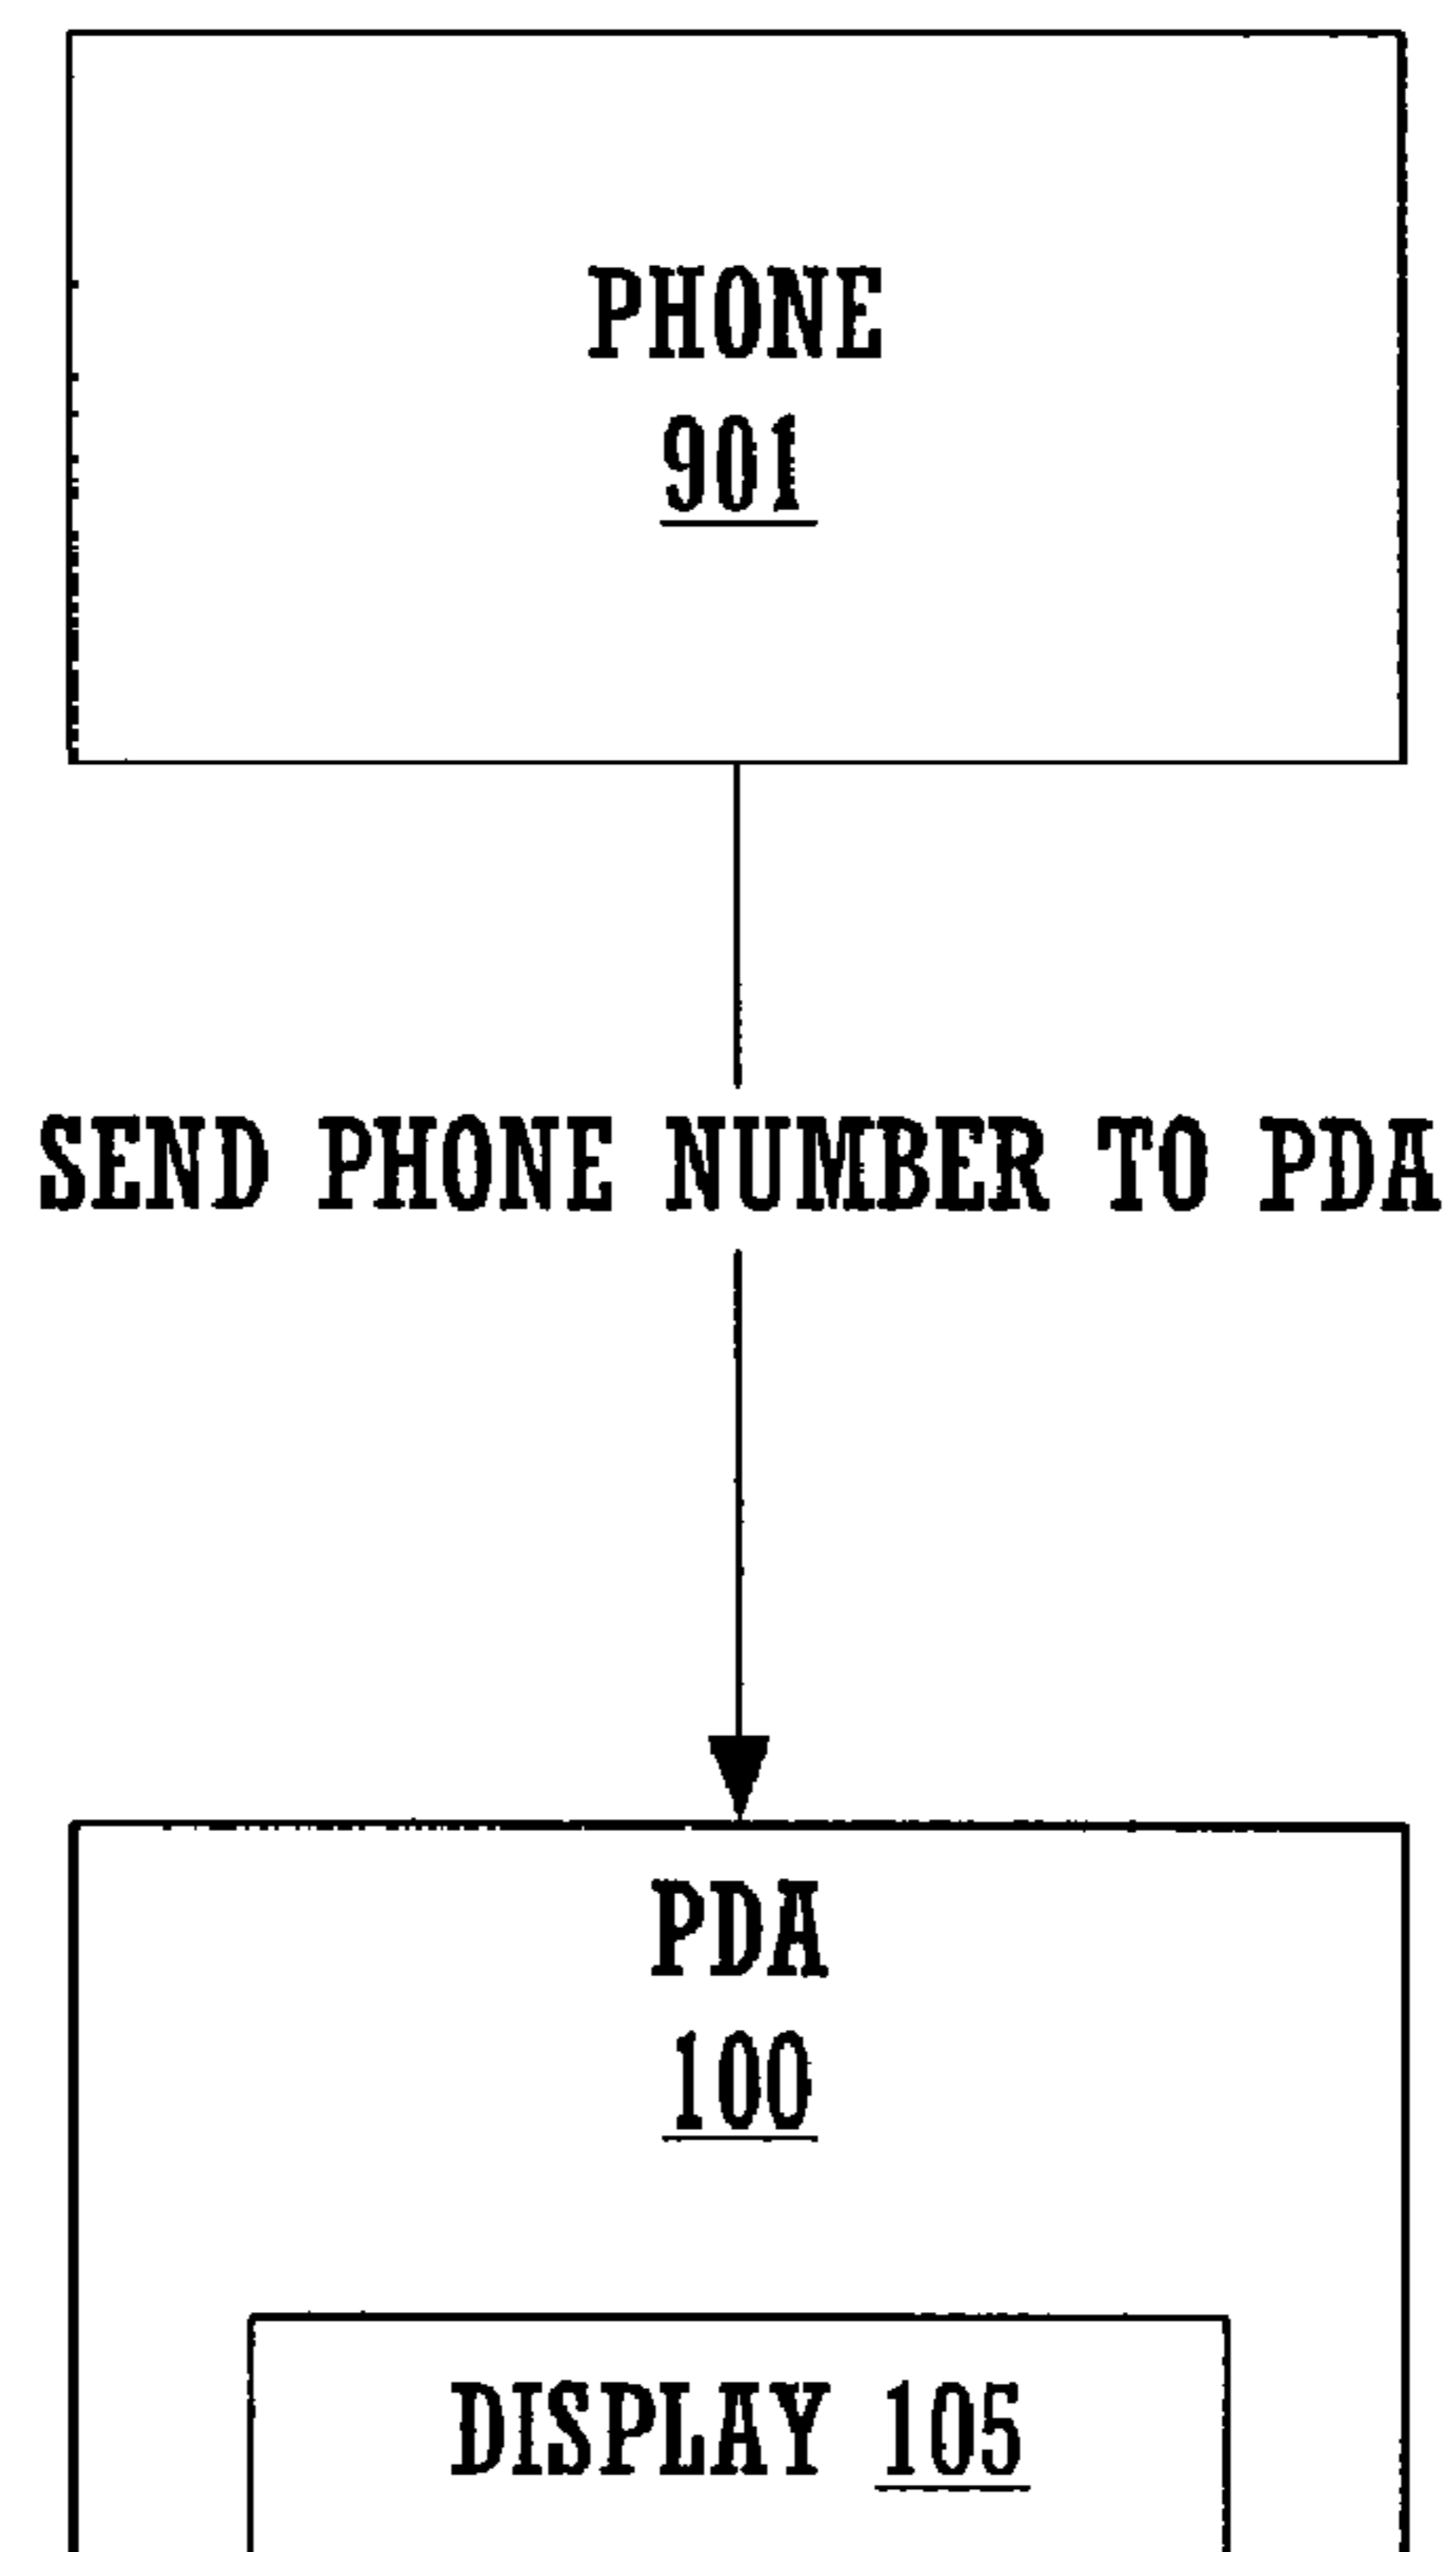 PHONE
901
SEND PHONE NUMBER TO PDA
PDA
100
DISPLAY 105